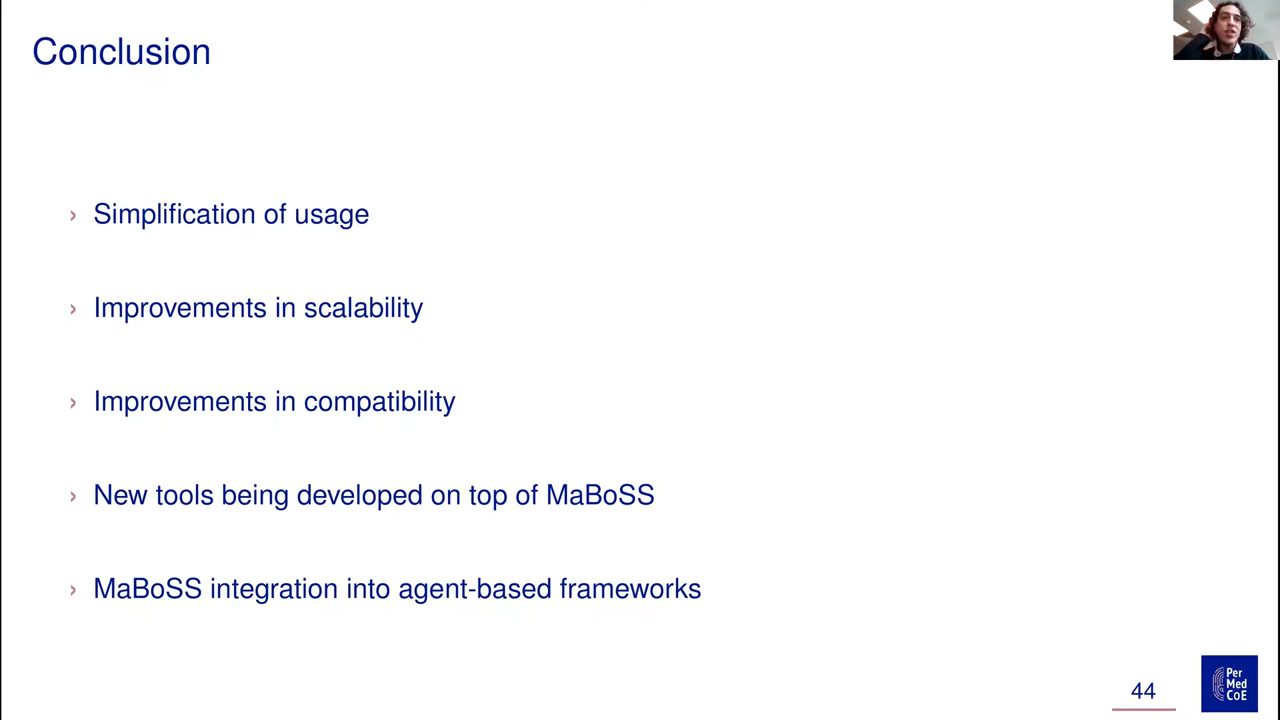 Conclusion
› Simplification of usage
› Improvements in scalability
› Improvements in compatibility
› New tools being developed on top of MaBoSS
› MaBoSS integration into agent-based frameworks
44
Per
Med
CoE